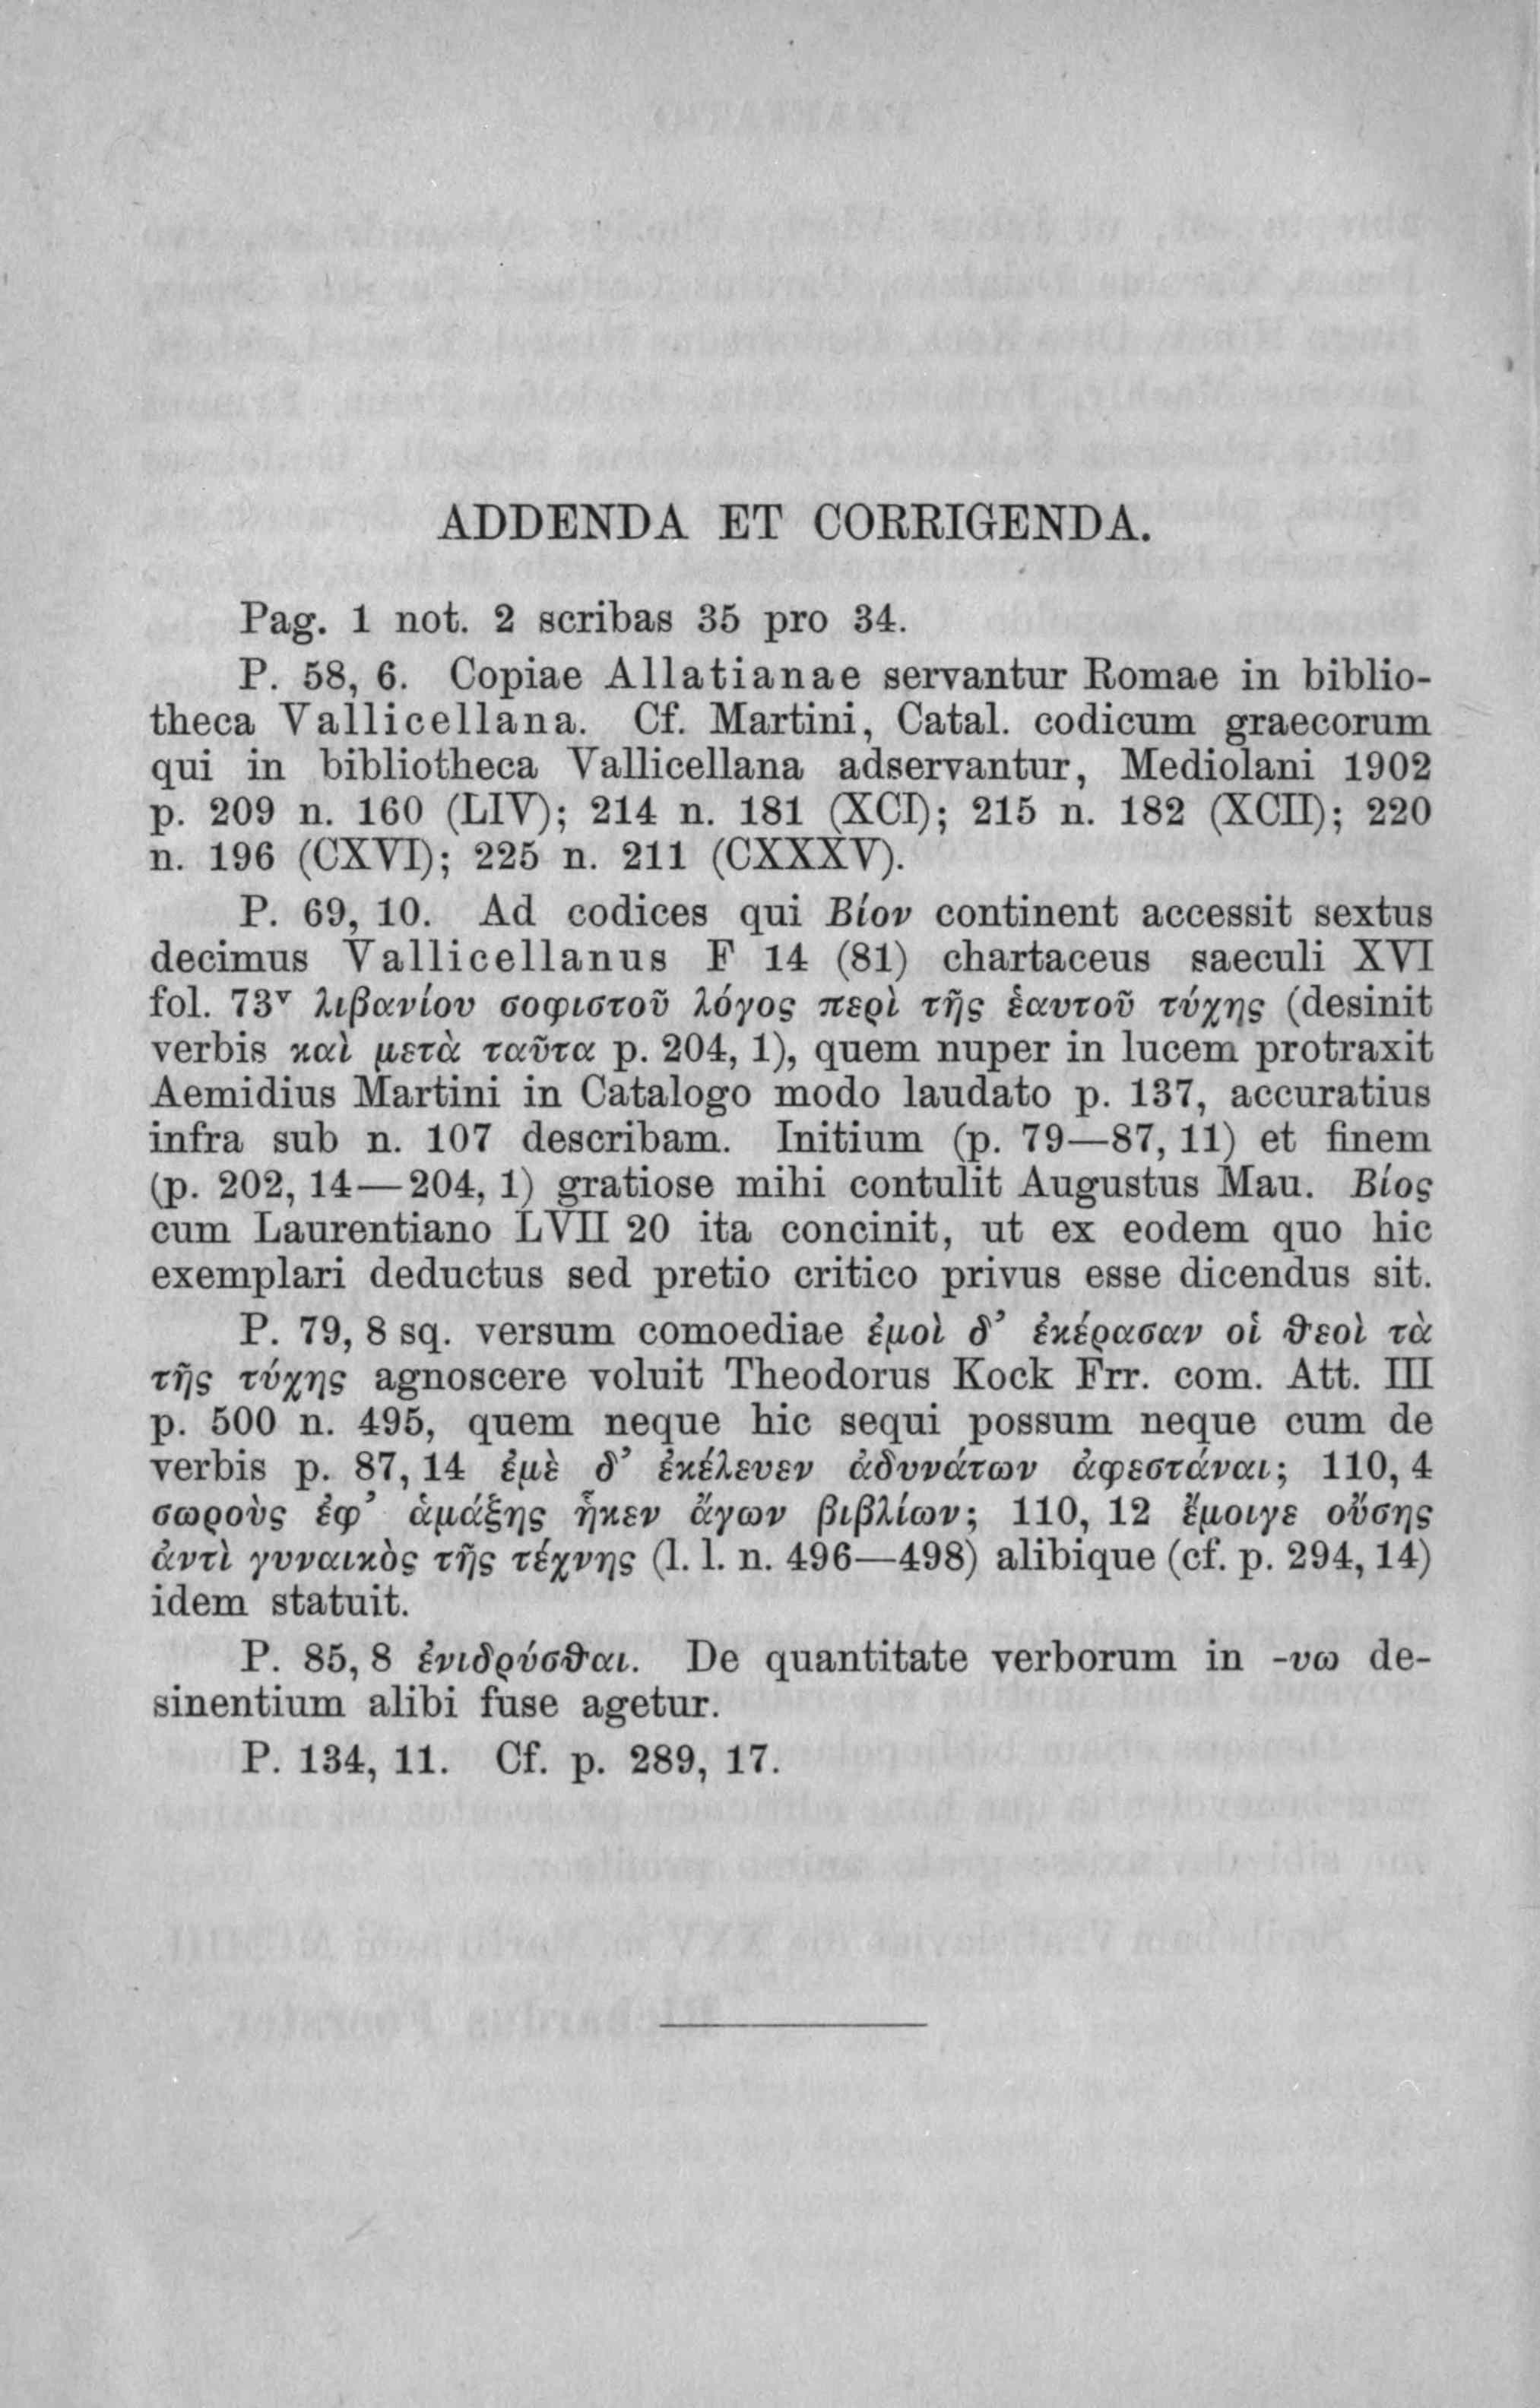 ADDENDA ET CORRIGENDA.
Pag. 1 not. 2 scribas 35 pro 34.
P. 58, 6. Copiae Allatianae servantur Romae in biblio-
theca Vallicellana. Cf. Martini, Catal. codicum graecorum
qui in bibliotheca Vallicellana adservantur, Mediolani 1902
p. 209 n. 160 (LIV); 214 n. 181 (XCI); 215 n. 182 (XCII); 220
n. 196 (CXVI); 225 n. 211 (CXXXV).
P. 69, 10. Ad codices qui Βίον continent accessit sextus
decimus Vallicellanus F 14 (81) chartaceus saeculi XVI
fol. 73ᵛ λιβανίου σοφιστοῦ λόγος περὶ τῆς ἑαυτοῦ τύχης (desinit
verbis καὶ μετὰ ταῦτα p. 204, 1), quem nuper in lucem protraxit
Aemidius Martini in Catalogo modo laudato p. 137, accuratius
infra sub n. 107 describam. Initium (p. 79—87, 11) et finem
(p. 202, 14—204, 1) gratiose mihi contulit Augustus Mau. Βίος
cum Laurentiano LVII 20 ita concinit, ut ex eodem quo hic
exemplari deductus sed pretio critico privus esse dicendus sit.
P. 79, 8 sq. versum comoediae ἐμοὶ δ’ ἐκέρασαν οἱ θεοὶ τὰ
τῆς τύχης agnoscere voluit Theodorus Kock Frr. com. Att. III
p. 500 n. 495, quem neque hic sequi possum neque cum de
verbis p. 87, 14 ἐμὲ δ’ ἐκέλευεν ἀδυνάτων ἀφεστάναι; 110, 4
σωροὺς ἐφ’ ἁμάξης ἧκεν ἄγων βιβλίων; 110, 12 ἔμοιγε οὔσης
ἀντὶ γυναικὸς τῆς τέχνης (l. l. n. 496—498) alibique (cf. p. 294, 14)
idem statuit.
P. 85, 8 ἐνιδρύσθαι. De quantitate verborum in -υω de-
sinentium alibi fuse agetur.
P. 134, 11. Cf. p. 289, 17.